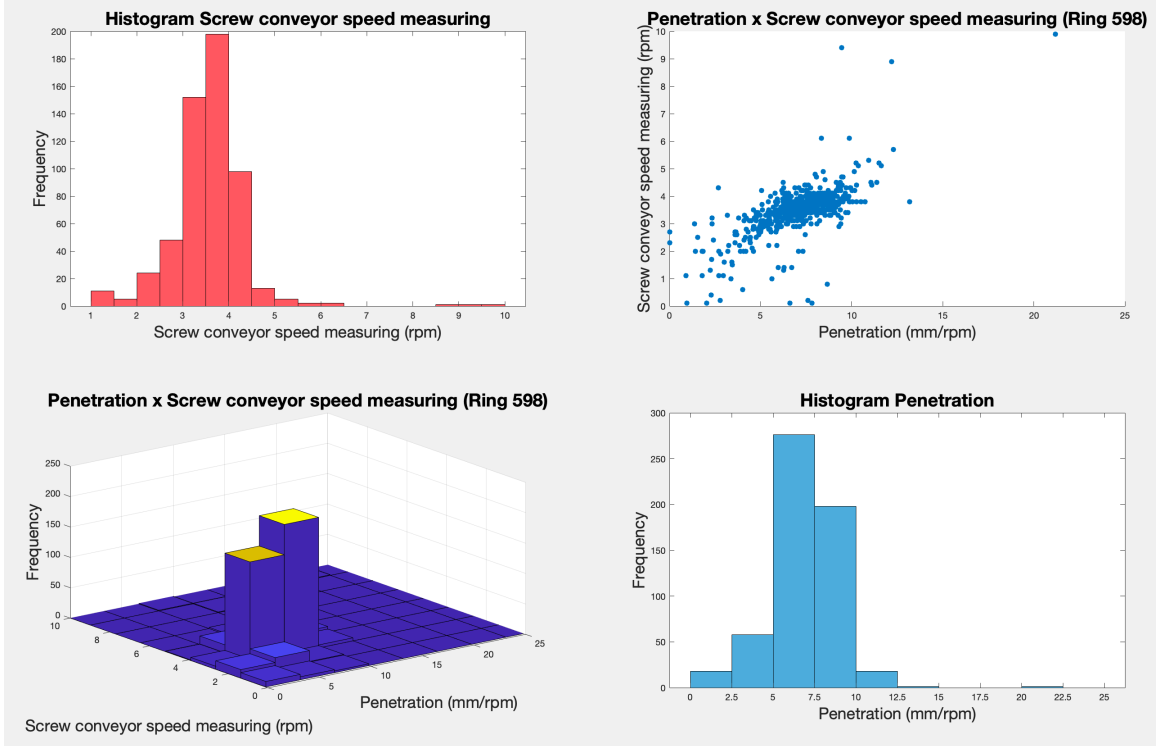 Histogram Screw conveyor speed measuring
200
180
160
140
120
100
80
60
40
20
0
Frequency
1 2 3 4 5 6 7 8 9 10
Screw conveyor speed measuring (rpm)
Penetration x Screw conveyor speed measuring (Ring 598)
10
9
8
7
6
5
4
3
2
1
0
Screw conveyor speed measuring (rpm)
0 5 10 15 20 25
Penetration (mm/rpm)
Penetration x Screw conveyor speed measuring (Ring 598)
250
200
150
100
50
0
Frequency
10 8 6 4 2 0
Screw conveyor speed measuring (rpm)
0 5 10 15 20 25
Penetration (mm/rpm)
Histogram Penetration
300
250
200
150
100
50
0
Frequency
0 2.5 5 7.5 10 12.5 15 17.5 20 22.5 25
Penetration (mm/rpm)